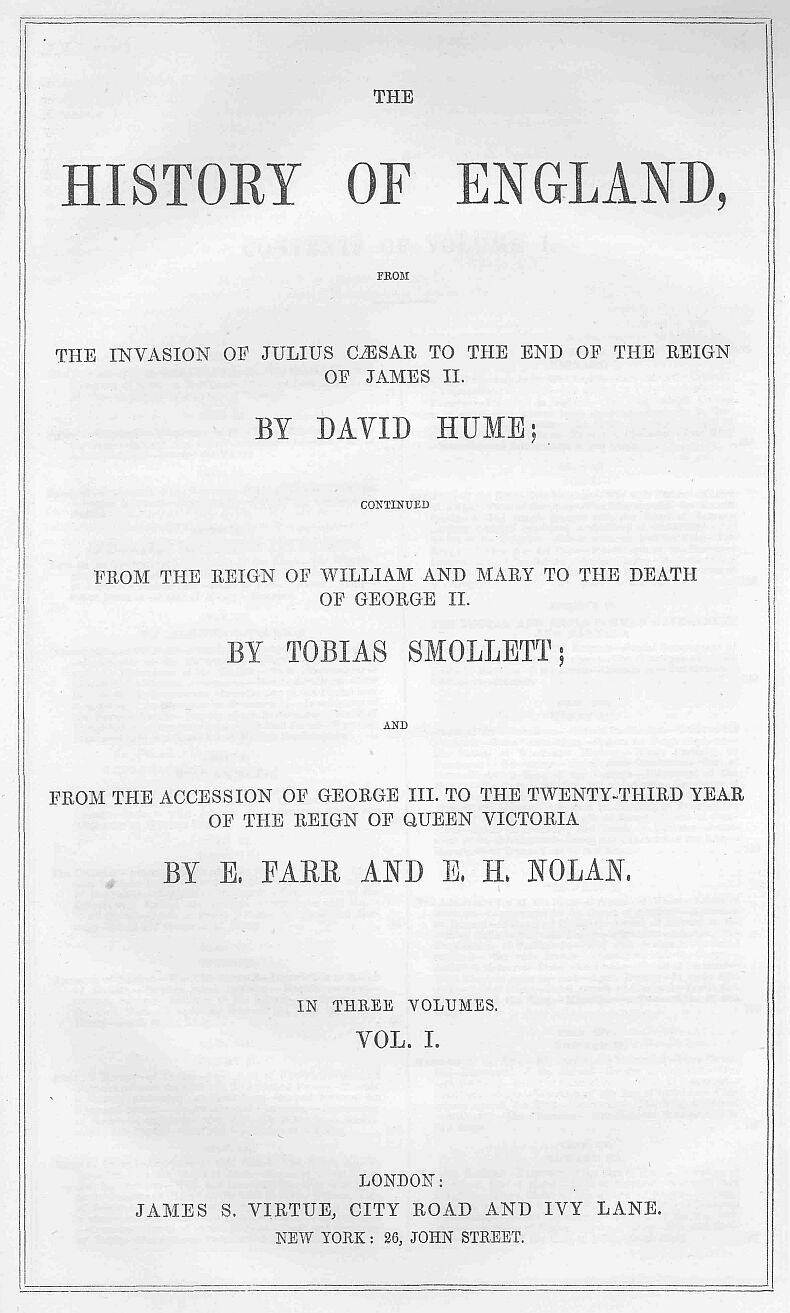 THE
HISTORY OF ENGLAND,
FROM
THE INVASION OF JULIUS CÆSAR TO THE END OF THE REIGN
OF JAMES II.
BY DAVID HUME;
CONTINUED
FROM THE REIGN OF WILLIAM AND MARY TO THE DEATH
OF GEORGE II.
BY TOBIAS SMOLLETT;
AND
FROM THE ACCESSION OF GEORGE III. TO THE TWENTY-THIRD YEAR
OF THE REIGN OF QUEEN VICTORIA
BY E. FARR AND E. H. NOLAN.
IN THREE VOLUMES.
VOL. I.
LONDON:
JAMES S. VIRTUE, CITY ROAD AND IVY LANE.
NEW YORK: 26, JOHN STREET.